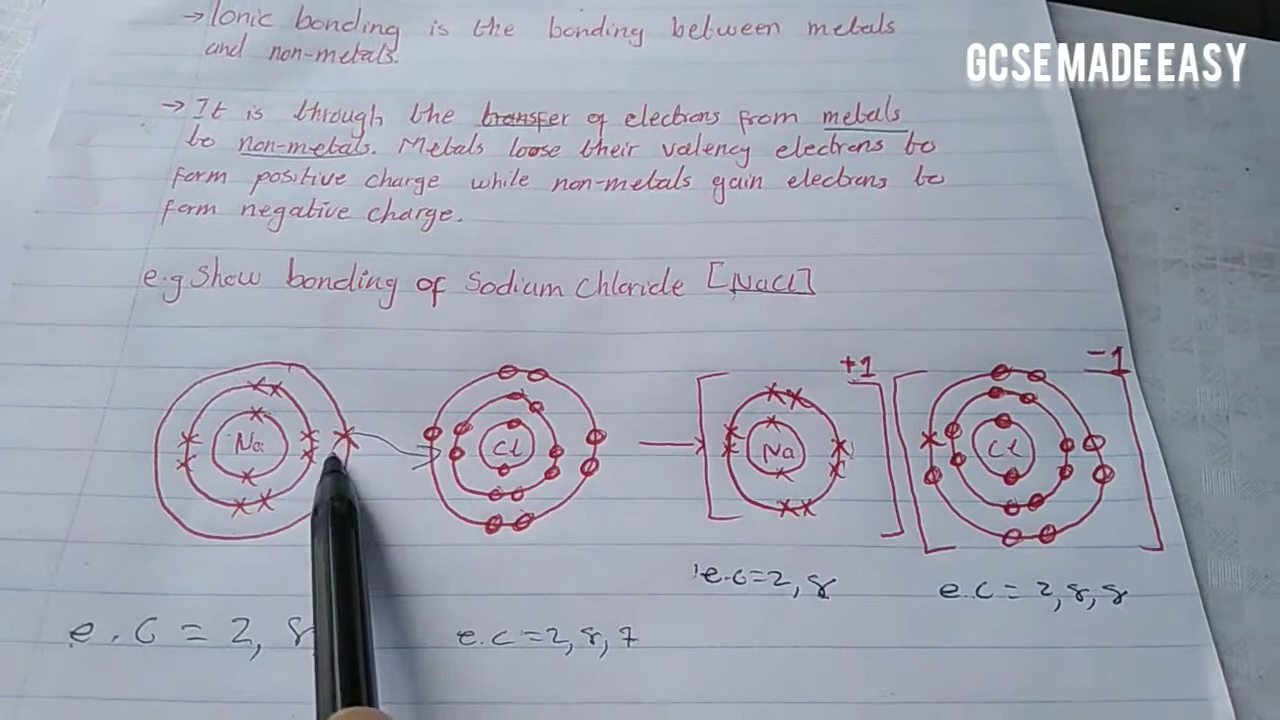 → Ionic bonding is the bonding between metals
and non-metals.
GCSE MADE EASY
→ It is through the transfer of electrons from metals
to non-metals. Metals loose their valency electrons to
form positive charge while non-metals gain electrons to
form negative charge.
e.g Show bonding of Sodium Chloride [NaCl]
+1
-1
Na
Cl
Na
Cl
e.c = 2, 8
e.c = 2, 8, 8
e.c = 2, 8,
e.c = 2, 8, 7